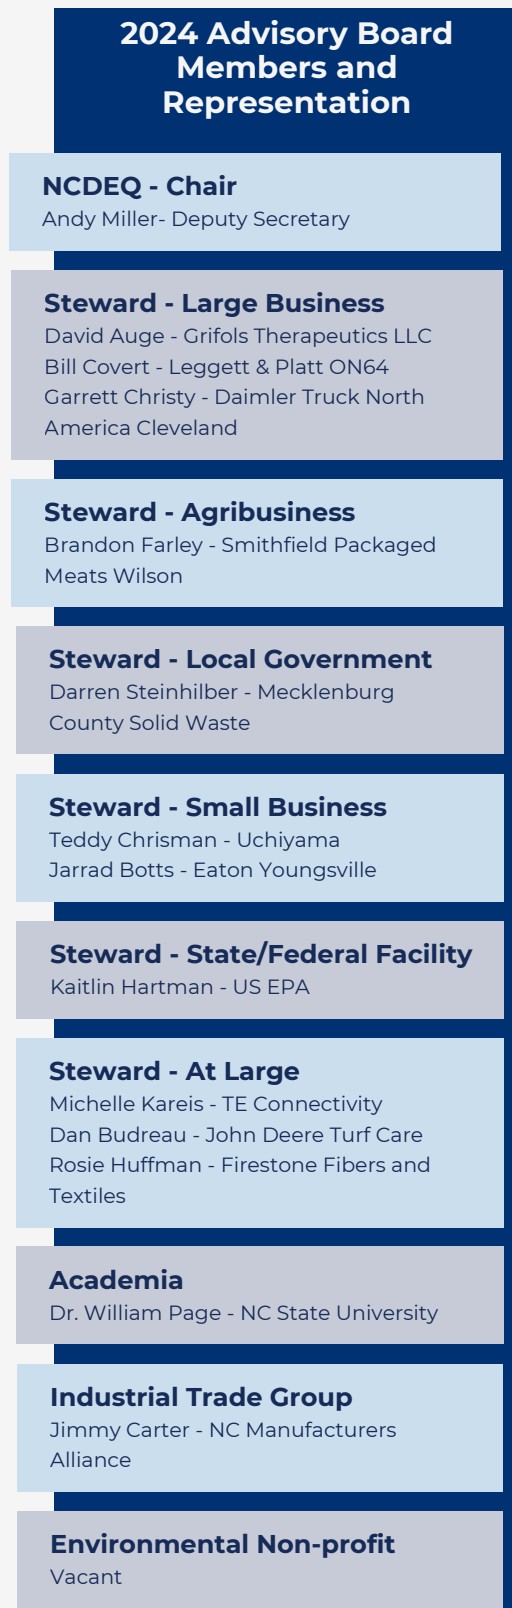 2024 Advisory Board
Members and
Representation
NCDEQ - Chair
Andy Miller- Deputy Secretary
Steward - Large Business
David Auge - Grifols Therapeutics LLC
Bill Covert - Leggett & Platt ON64
Garrett Christy - Daimler Truck North
America Cleveland
Steward - Agribusiness
Brandon Farley - Smithfield Packaged
Meats Wilson
Steward - Local Government
Darren Steinhilber - Mecklenburg
County Solid Waste
Steward - Small Business
Teddy Chrisman - Uchiyama
Jarrad Botts - Eaton Youngsville
Steward - State/Federal Facility
Kaitlin Hartman - US EPA
Steward - At Large
Michelle Kareis - TE Connectivity
Dan Budreau - John Deere Turf Care
Rosie Huffman - Firestone Fibers and
Textiles
Academia
Dr. William Page - NC State University
Industrial Trade Group
Jimmy Carter - NC Manufacturers
Alliance
Environmental Non-profit
Vacant